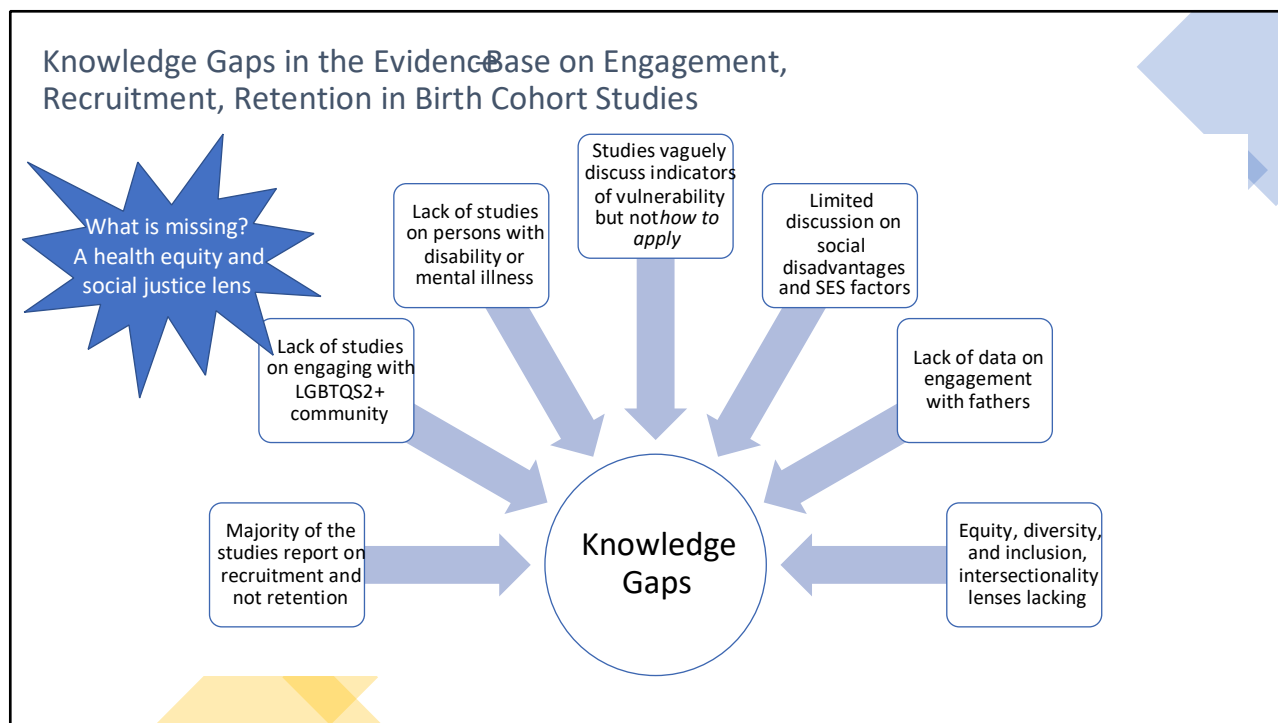 Knowledge Gaps in the Evidence-Base on Engagement,
Recruitment, Retention in Birth Cohort Studies
What is missing?
A health equity and
social justice lens
Majority of the
studies report on
recruitment and
not retention
Lack of studies
on engaging with
LGBTQS2+
community
Lack of studies
on persons with
disability or
mental illness
Studies vaguely
discuss indicators
of vulnerability
but not how to
apply
Limited
discussion on
social
disadvantages
and SES factors
Lack of data on
engagement
with fathers
Equity, diversity,
and inclusion,
intersectionality
lenses lacking
Knowledge
Gaps